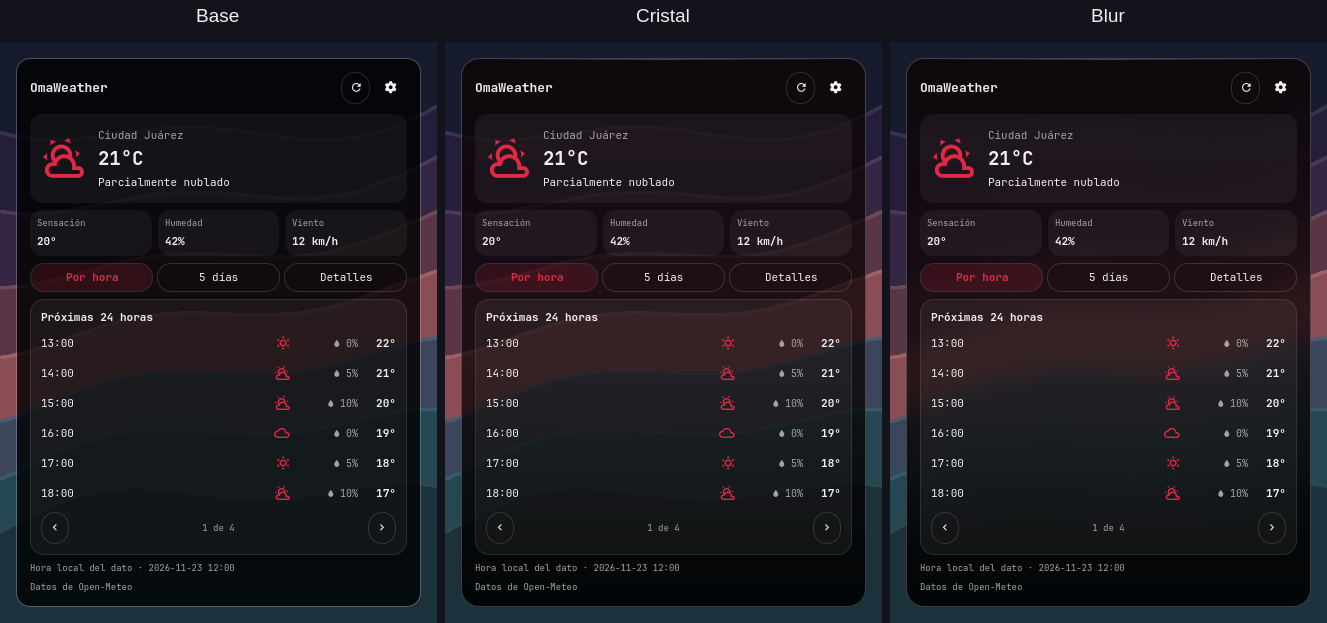 Base
Cristal
Blur
OmaWeather
Ciudad Juárez
21°C
Parcialmente nublado
Sensación
20°
Humedad
42%
Viento
12 km/h
Por hora
5 días
Detalles
Próximas 24 horas
13:00 0% 22°
14:00 5% 21°
15:00 10% 20°
16:00 0% 19°
17:00 5% 18°
18:00 10% 17°
1 de 4
Hora local del dato · 2026-11-23 12:00
Datos de Open-Meteo
OmaWeather
Ciudad Juárez
21°C
Parcialmente nublado
Sensación
20°
Humedad
42%
Viento
12 km/h
Por hora
5 días
Detalles
Próximas 24 horas
13:00 0% 22°
14:00 5% 21°
15:00 10% 20°
16:00 0% 19°
17:00 5% 18°
18:00 10% 17°
1 de 4
Hora local del dato · 2026-11-23 12:00
Datos de Open-Meteo
OmaWeather
Ciudad Juárez
21°C
Parcialmente nublado
Sensación
20°
Humedad
42%
Viento
12 km/h
Por hora
5 días
Detalles
Próximas 24 horas
13:00 0% 22°
14:00 5% 21°
15:00 10% 20°
16:00 0% 19°
17:00 5% 18°
18:00 10% 17°
1 de 4
Hora local del dato · 2026-11-23 12:00
Datos de Open-Meteo